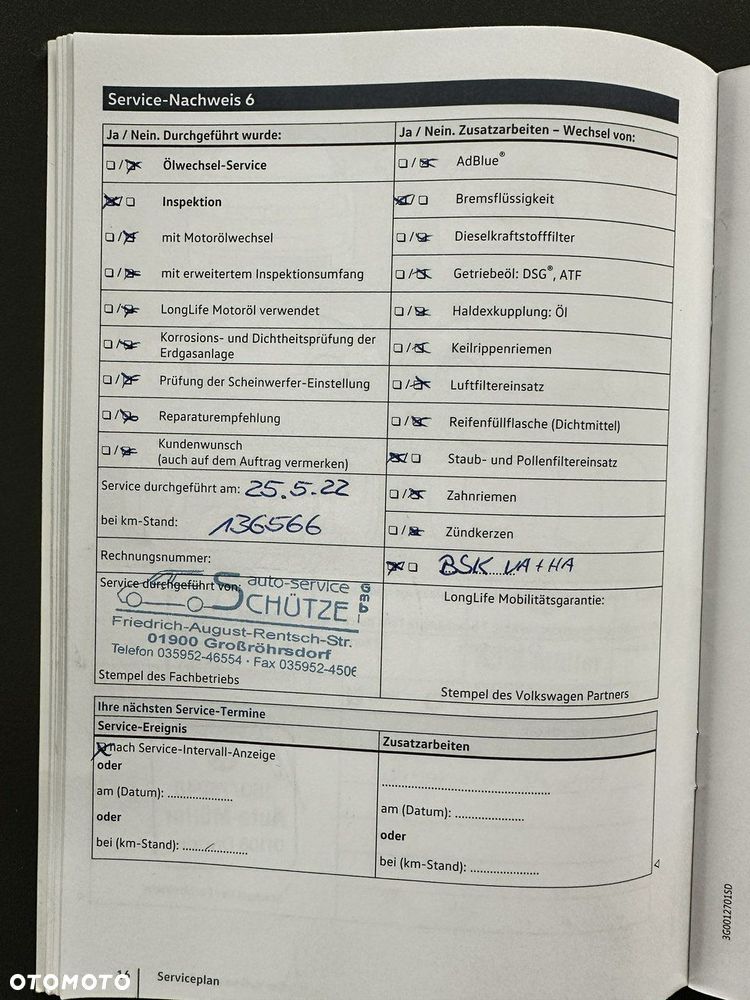 Service-Nachweis 6
Ja / Nein. Durchgeführt wurde:
Ölwechsel-Service
Inspektion
mit Motorölwechsel
mit erweitertem Inspektionsumfang
LongLife Motoröl verwendet
Korrosions- und Dichtheitsprüfung der
Erdgasanlage
Prüfung der Scheinwerfer-Einstellung
Reparaturempfehlung
Kundenwunsch
(auch auf dem Auftrag vermerken)
Service durchgeführt am: 25.5.22
bei km-Stand: 136566
Rechnungsnummer:
Service durchgeführt von:
auto-service
SCHÜTZE GmbH
Friedrich-August-Rentsch-Str.
01900 Großröhrsdorf
Telefon 035952-46554 · Fax 035952-4506
Stempel des Fachbetriebs
Ja / Nein. Zusatzarbeiten – Wechsel von:
AdBlue®
Bremsflüssigkeit
Dieselkraftstofffilter
Getriebeöl: DSG®, ATF
Haldexkupplung: Öl
Keilrippenriemen
Luftfiltereinsatz
Reifenfüllflasche (Dichtmittel)
Staub- und Pollenfiltereinsatz
Zahnriemen
Zündkerzen
BSK VA+HA
LongLife Mobilitätsgarantie:
Stempel des Volkswagen Partners
Ihre nächsten Service-Termine
Service-Ereignis
nach Service-Intervall-Anzeige
oder
am (Datum): ...................
oder
bei (km-Stand): ...................
Zusatzarbeiten
am (Datum): ....................
oder
bei (km-Stand): ....................
3G0012701SD
16 Serviceplan
OTOMOTO